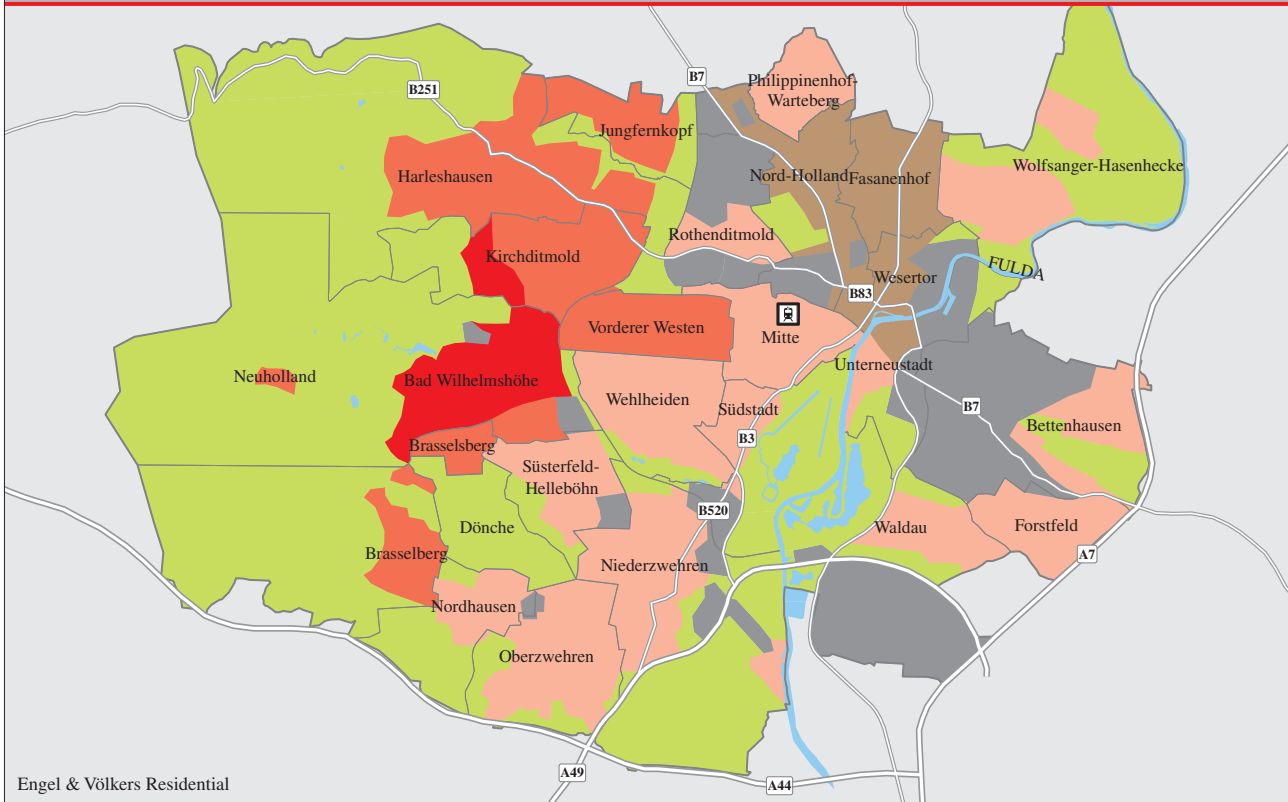 B7
Philippinenhof-
Warteberg
B251
Jungfernkopf
Wolfsanger-Hasenhecke
Harleshausen
Nord-Holland
Fasanenhof
Rothenditmold
Kirchditmold
FULDA
Wesertor
B83
Vorderer Westen
Mitte
Unterneustadt
Neuholland
Bad Wilhelmshöhe
Wehlheiden
Südstadt
B7
Bettenhausen
B3
Brasselsberg
Süsterfeld-
Helleböhn
B520
Dönche
Waldau
Forstfeld
Brasselberg
A7
Niederzwehren
Nordhausen
Oberzwehren
A49
A44
Engel & Völkers Residential